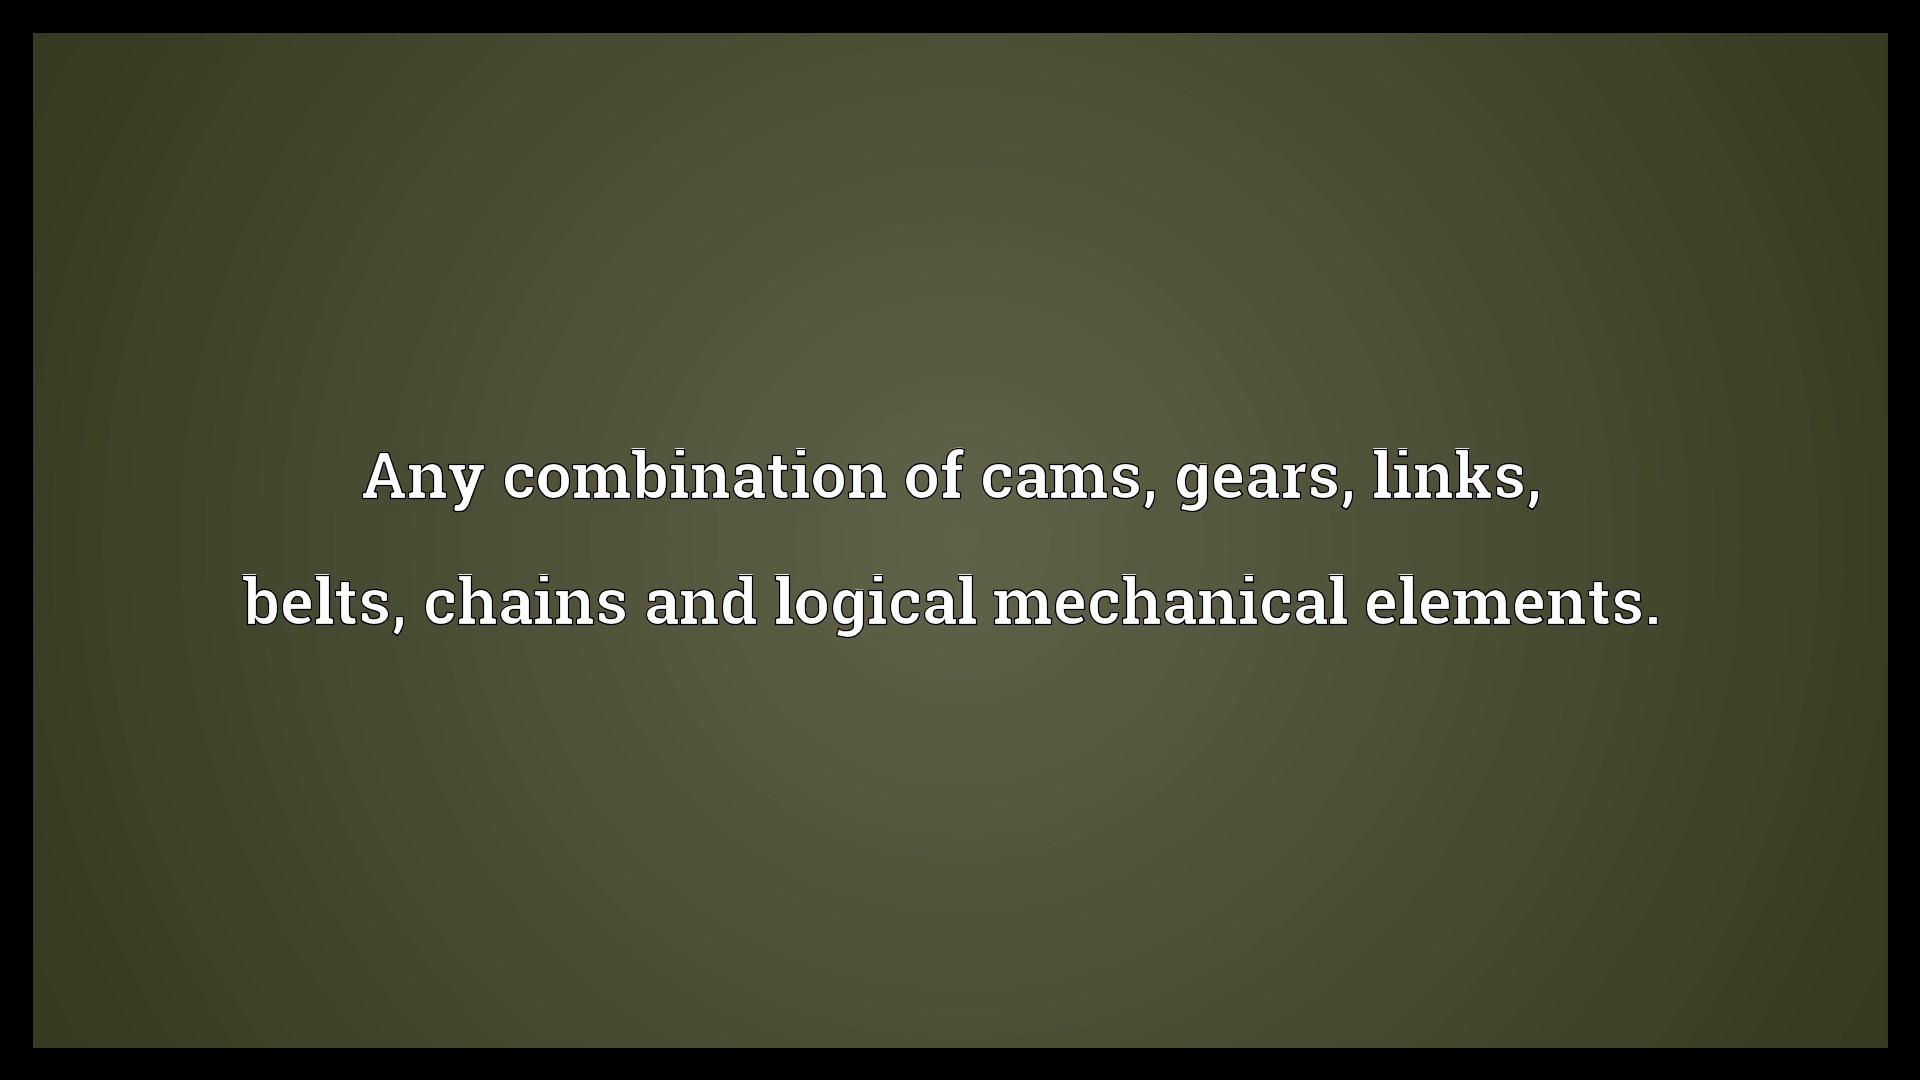 Any combination of cams, gears, links,
belts, chains and logical mechanical elements.